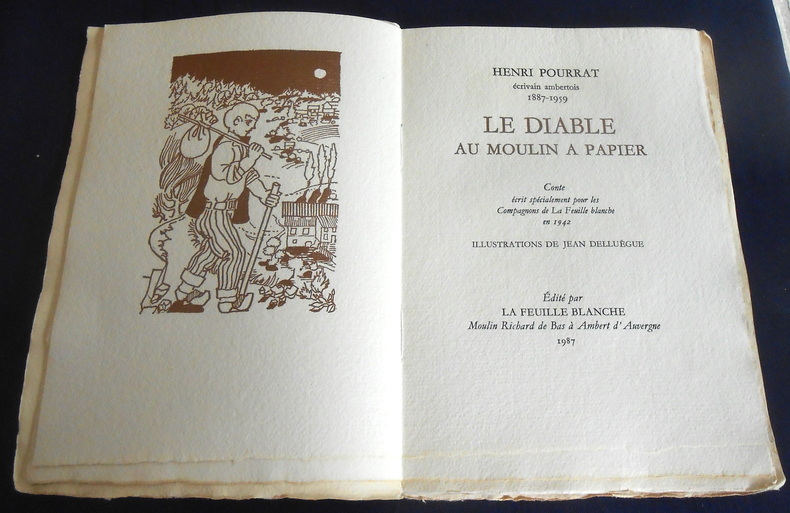 HENRI POURRAT
écrivain ambertois
1887-1959
LE DIABLE
AU MOULIN A PAPIER
Conte
écrit spécialement pour les
Compagnons de La Feuille blanche
en 1942
ILLUSTRATIONS DE JEAN DELLUËGUE
Édité par
LA FEUILLE BLANCHE
Moulin Richard de Bas à Ambert d'Auvergne
1987